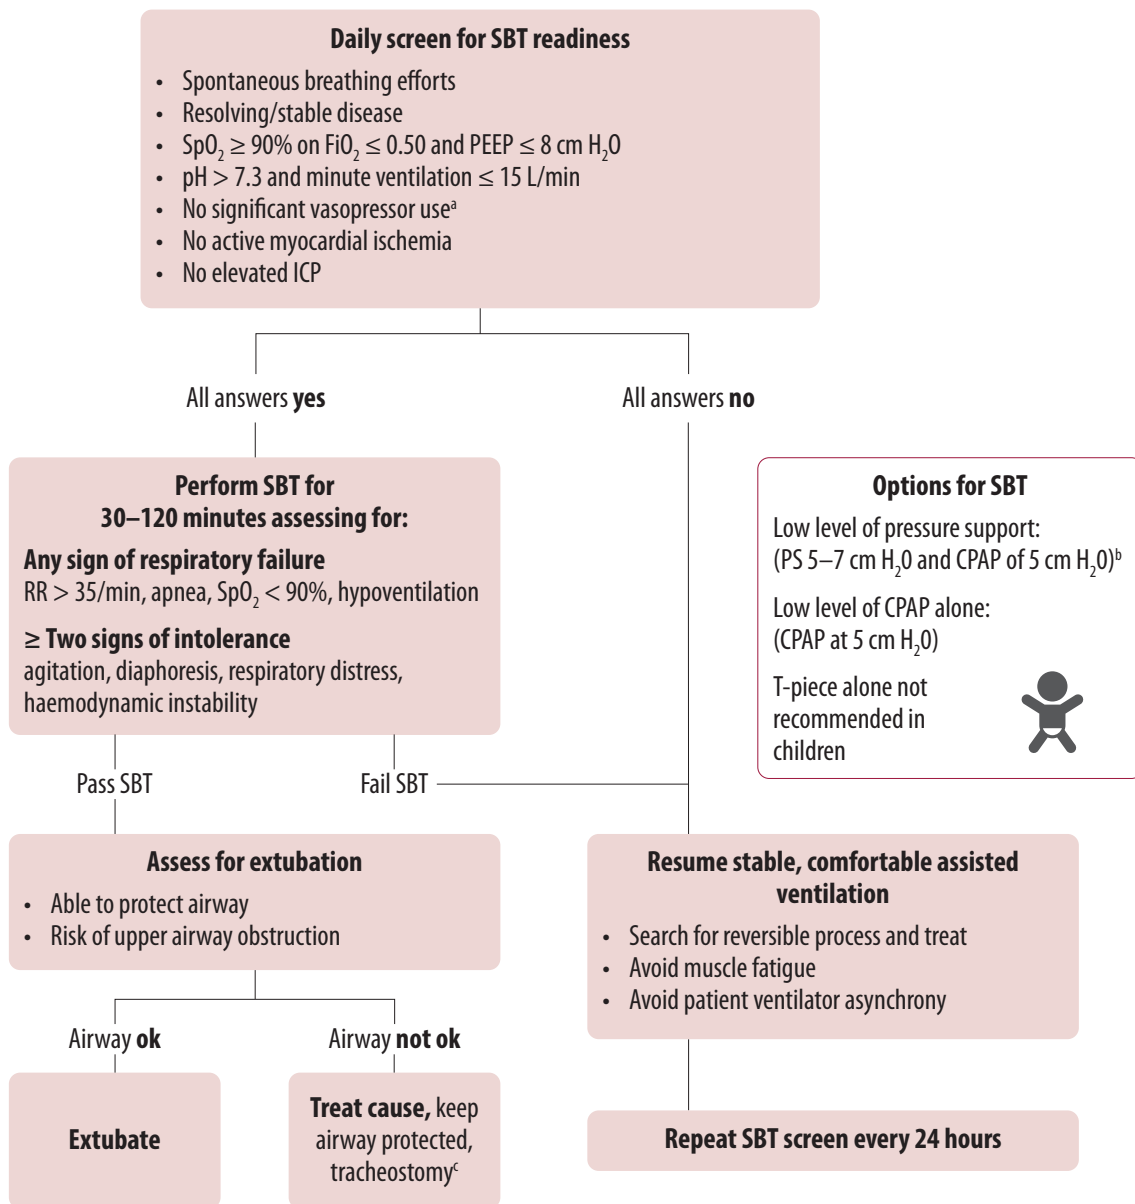 Daily screen for SBT readiness
• Spontaneous breathing efforts
• Resolving/stable disease
• SpO₂ ≥ 90% on FiO₂ ≤ 0.50 and PEEP ≤ 8 cm H₂O
• pH > 7.3 and minute ventilation ≤ 15 L/min
• No significant vasopressor useᵃ
• No active myocardial ischemia
• No elevated ICP
All answers yes
All answers no
Perform SBT for
30–120 minutes assessing for:
Any sign of respiratory failure
RR > 35/min, apnea, SpO₂ < 90%, hypoventilation
≥ Two signs of intolerance
agitation, diaphoresis, respiratory distress,
haemodynamic instability
Options for SBT
Low level of pressure support:
(PS 5–7 cm H₂0 and CPAP of 5 cm H₂0)ᵇ
Low level of CPAP alone:
(CPAP at 5 cm H₂0)
T-piece alone not
recommended in
children
Pass SBT
Fail SBT
Assess for extubation
• Able to protect airway
• Risk of upper airway obstruction
Resume stable, comfortable assisted
ventilation
• Search for reversible process and treat
• Avoid muscle fatigue
• Avoid patient ventilator asynchrony
Airway ok
Airway not ok
Extubate
Treat cause, keep
airway protected,
tracheostomyᶜ
Repeat SBT screen every 24 hours